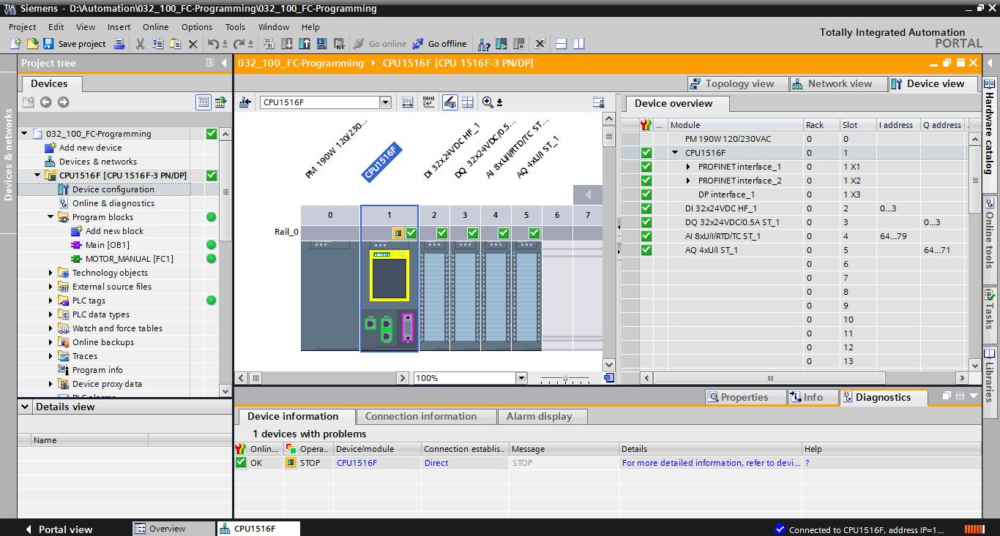 Siemens - D:\Automation\032_100_FC-Programming\032_100_FC-Programming
TIA
V13
Project Edit View Insert Online Options Tools Window Help
Totally Integrated Automation
PORTAL
Save project
Go online
Go offline
Project tree
032_100_FC-Programming
CPU1516F [CPU 1516F-3 PN/DP]
Devices
Topology view
Network view
Device view
Devices & networks
CPU1516F
Device overview
032_100_FC-Programming
Add new device
Devices & networks
CPU1516F [CPU 1516F-3 PN/DP]
Device configuration
Online & diagnostics
Program blocks
Add new block
Main [OB1]
MOTOR_MANUAL [FC1]
Technology objects
External source files
PLC tags
PLC data types
Watch and force tables
Online backups
Traces
Program info
Device proxy data
PLC alarms
Details view
Name
PM 190W 120/230...
CPU1516F
DI 32x24VDC HF_1
DQ 32x24VDC/0.5...
AI 8xU/I/RTD/TC ST...
AQ 4xU/I ST_1
0 1 2 3 4 5 6 7
Rail_0
SIEMENS
100%
... Module Rack Slot I address Q address
PM 190W 120/230VAC 0 0
CPU1516F 0 1
PROFINET interface_1 0 1 X1
PROFINET interface_2 0 1 X2
DP interface_1 0 1 X3
DI 32x24VDC HF_1 0 2 0...3
DQ 32x24VDC/0.5A ST_1 0 3 0...3
AI 8xU/I/RTD/TC ST_1 0 4 64...79
AQ 4xU/I ST_1 0 5 64...71
0 6
0 7
0 8
0 9
0 10
0 11
0 12
0 13
Hardware catalog
Online tools
Tasks
Libraries
Properties
Info
Diagnostics
Device information
Connection information
Alarm display
1 devices with problems
Onlin... Opera.. Device/module Connection establis.. Message Details Help
OK STOP CPU1516F Direct STOP For more detailed information, refer to devi... ?
Portal view
Overview
CPU1516F
Connected to CPU1516F, address IP=1...